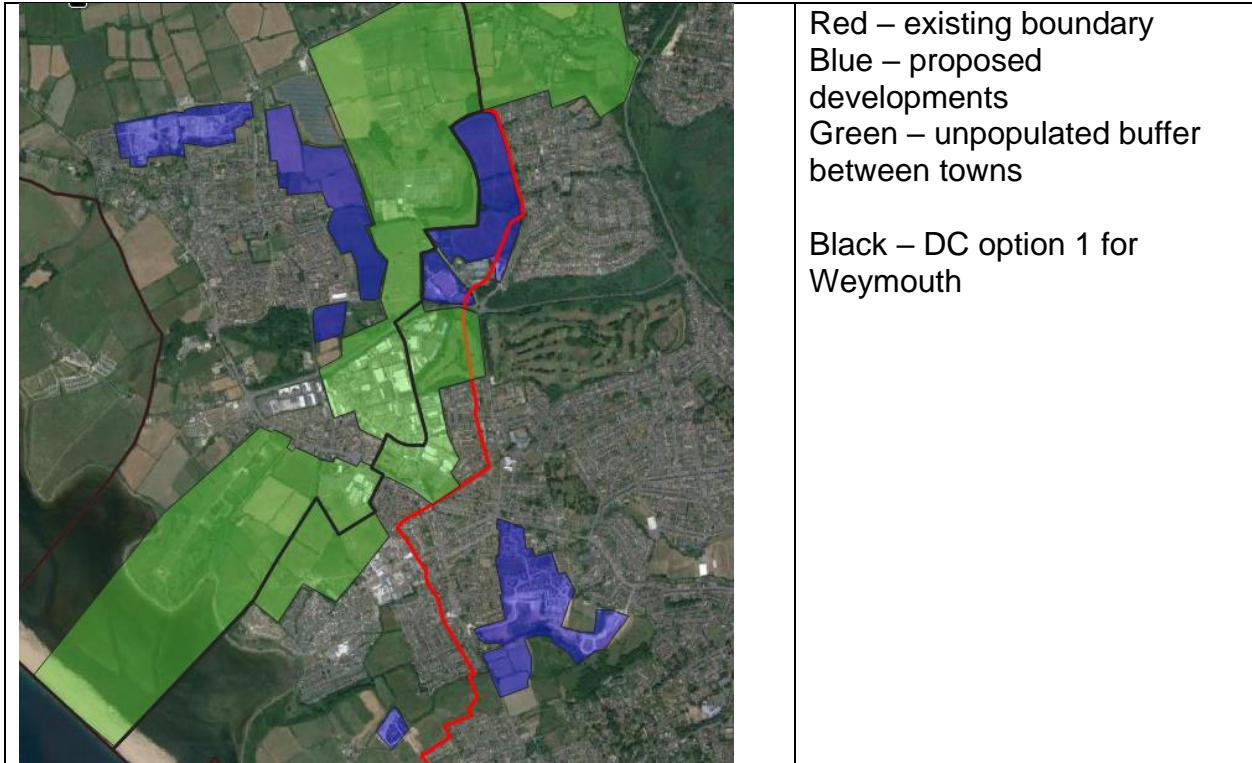 Red – existing boundary
Blue – proposed
developments
Green – unpopulated buffer
between towns
Black – DC option 1 for
Weymouth